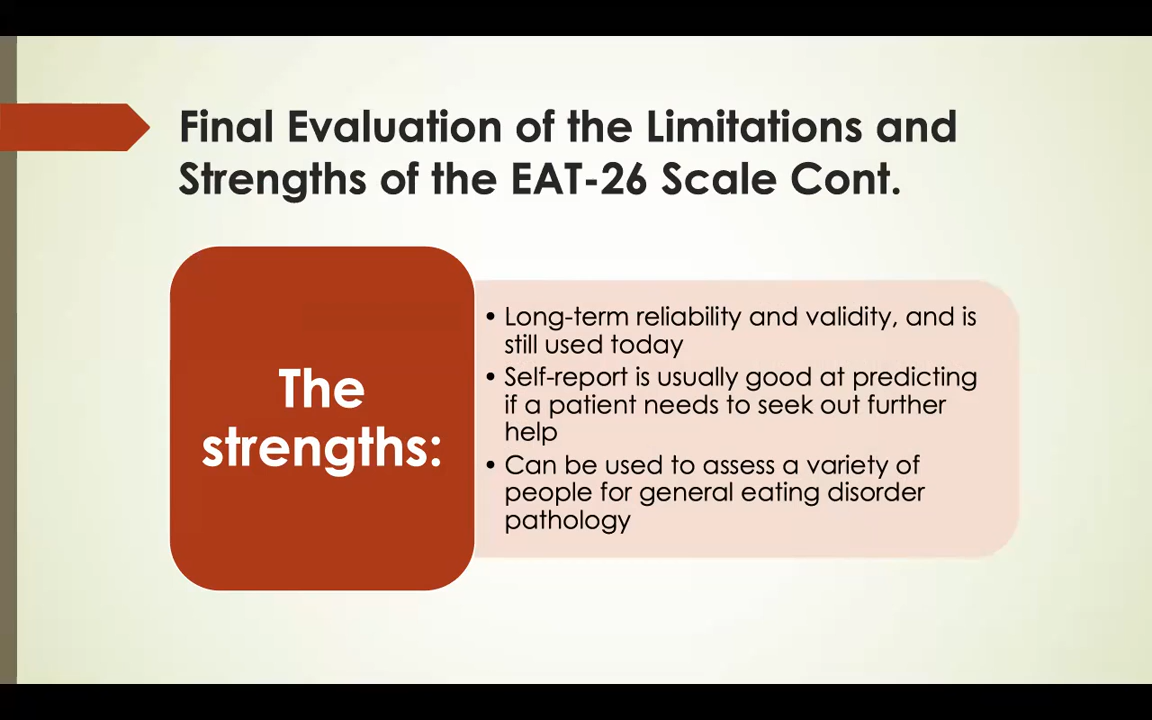 Final Evaluation of the Limitations and
Strengths of the EAT-26 Scale Cont.
The
strengths:
• Long-term reliability and validity, and is
still used today
• Self-report is usually good at predicting
if a patient needs to seek out further
help
• Can be used to assess a variety of
people for general eating disorder
pathology